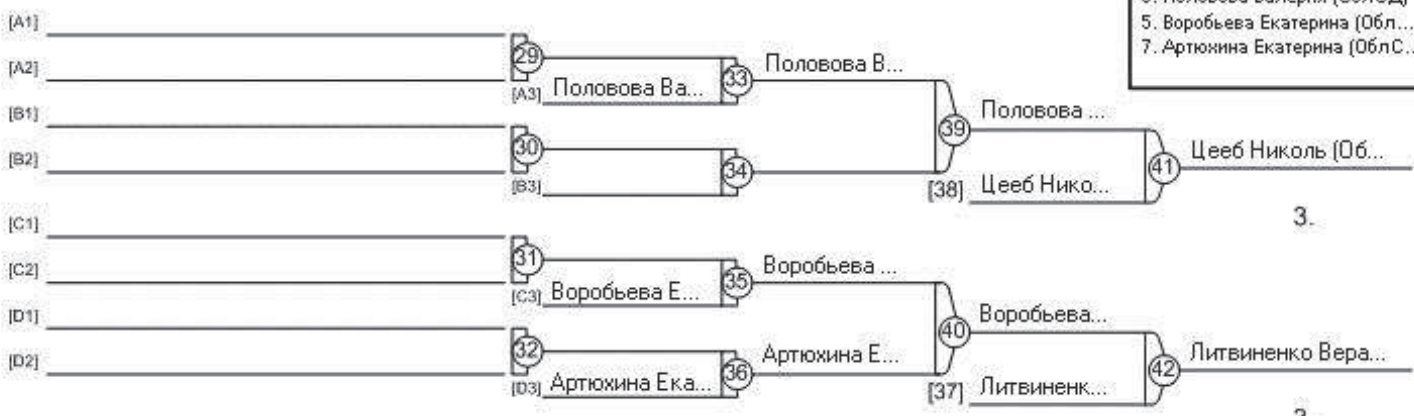 5. Воробьева Екатерина (Обл...
7. Артюхина Екатерина (ОблС...
[A1]
[A2]
29
[A3] Половова Ва...
33
Половова В...
[B1]
[B2]
30
[B3]
34
39
Половова ...
[38] Цееб Нико...
41
Цееб Николь (Об...
3.
[C1]
[C2]
31
[C3] Воробьева Е...
35
Воробьева ...
[D1]
[D2]
32
[D3] Артюхина Ека...
36
Артюхина Е...
40
Воробьева...
[37] Литвиненк...
42
Литвиненко Вера...